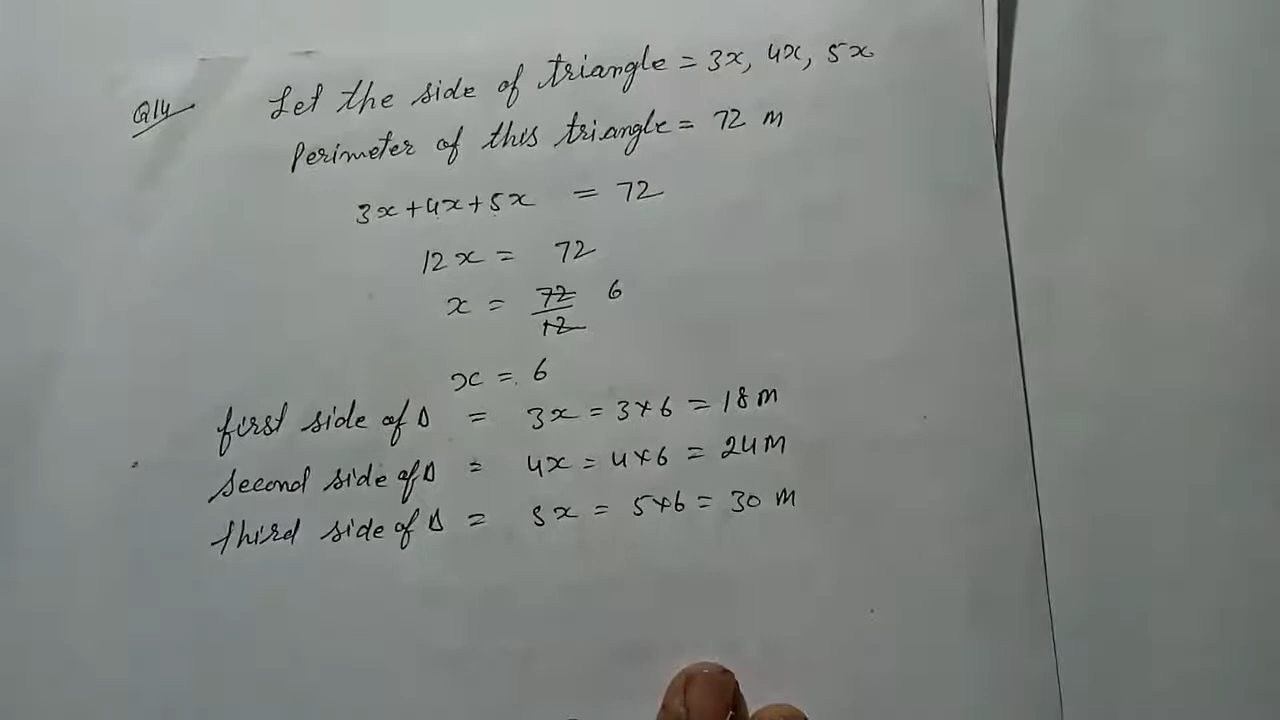 Q14 Let the side of triangle = 3x, 4x, 5x
Perimeter of this triangle = 72 m
3x+4x+5x = 72
12x = 72
x = 72/12 6
x = 6
first side of Δ = 3x = 3×6 = 18m
second side of Δ = 4x = 4×6 = 24m
third side of Δ = 5x = 5×6 = 30 m